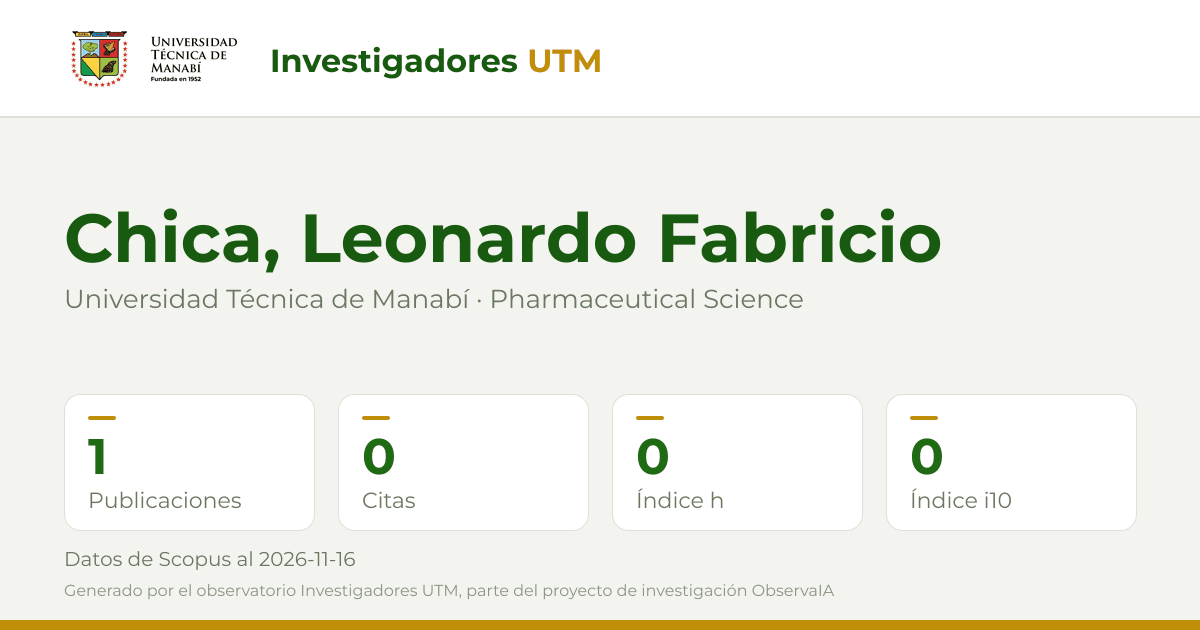 UNIVERSIDAD
TÉCNICA DE
MANABÍ
Fundada en 1952
Investigadores UTM
Chica, Leonardo Fabricio
Universidad Técnica de Manabí · Pharmaceutical Science
1
Publicaciones
0
Citas
0
Índice h
0
Índice i10
Datos de Scopus al 2026-11-16
Generado por el observatorio Investigadores UTM, parte del proyecto de investigación ObservaIA